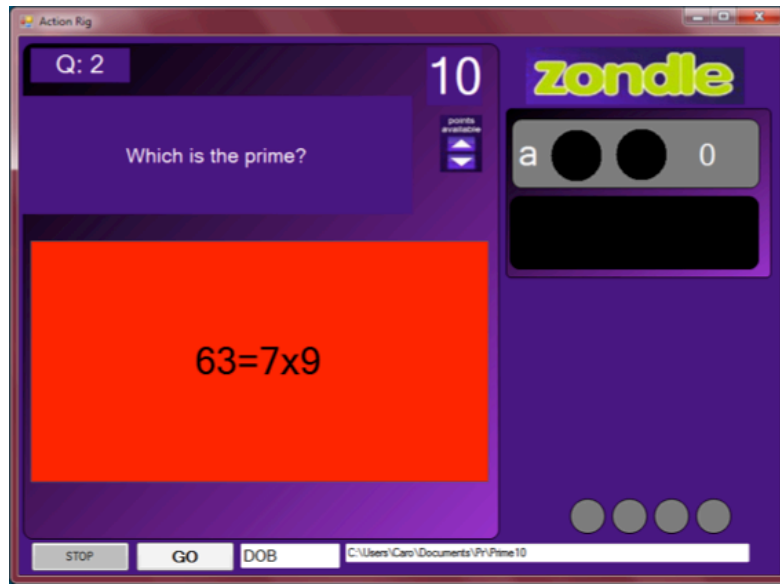 Action Rig
Q: 2
10
zondle
points
available
Which is the prime?
a 0
63=7x9
STOP GO DOB C:\Users\Caro\Documents\Pr\Prime10